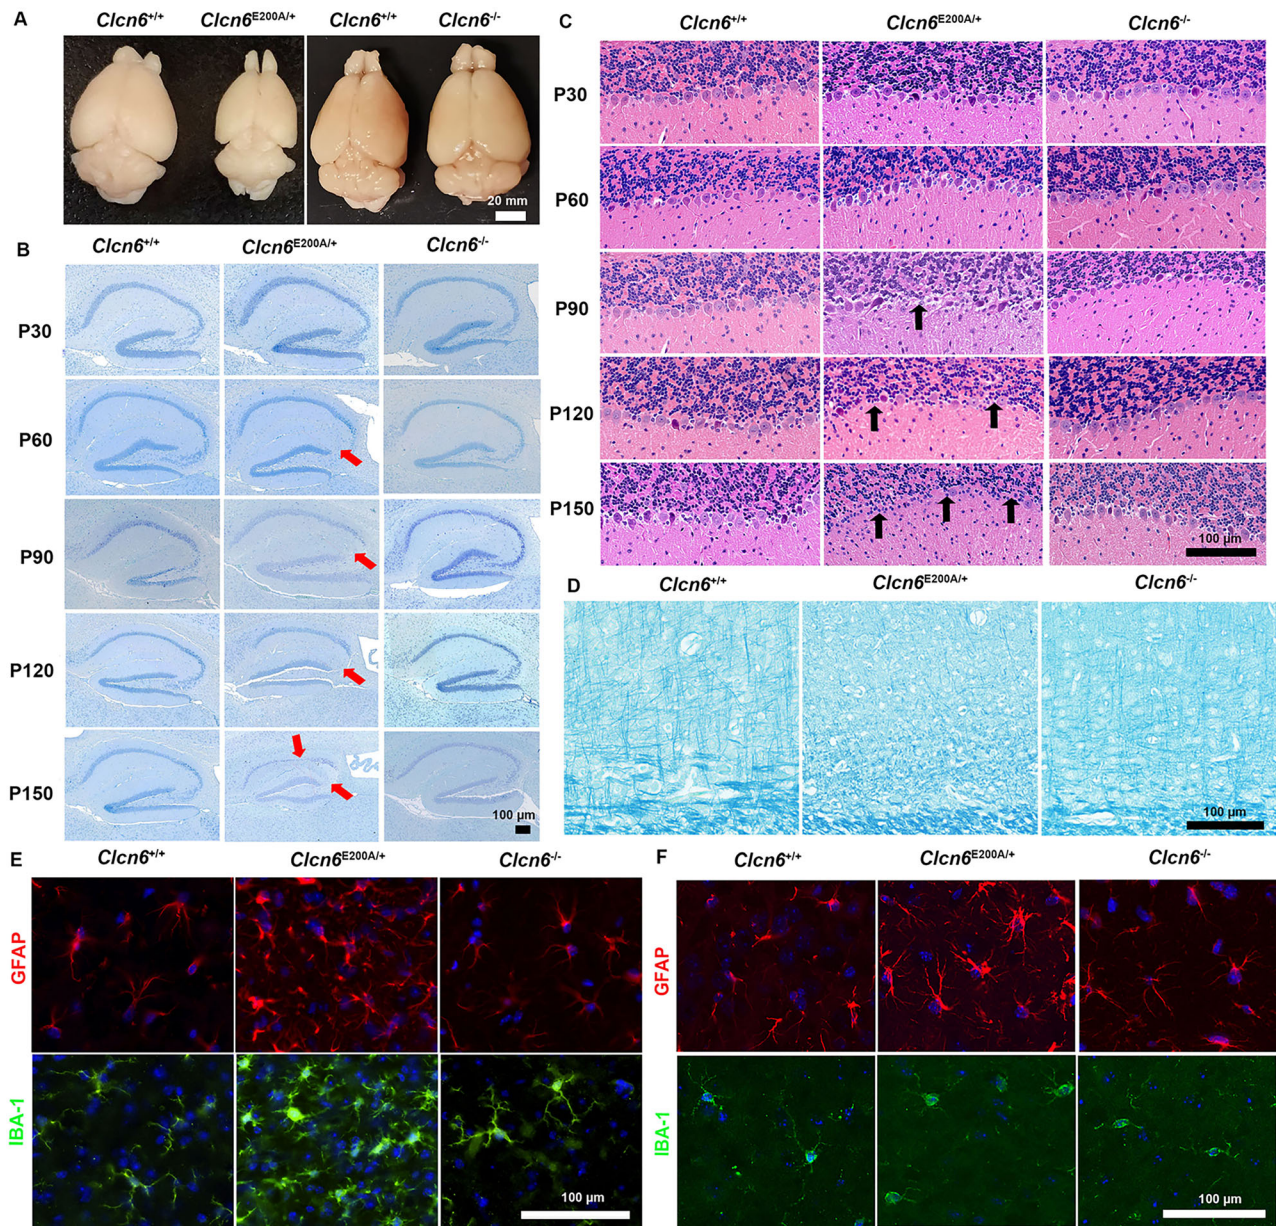 A
Clcn6+/+ Clcn6E200A/+ Clcn6+/+ Clcn6-/-
20 mm
B
Clcn6+/+ Clcn6E200A/+ Clcn6-/-
P30
P60
P90
P120
P150
100 µm
C
Clcn6+/+ Clcn6E200A/+ Clcn6-/-
P30
P60
P90
P120
P150
100 µm
D
Clcn6+/+ Clcn6E200A/+ Clcn6-/-
100 µm
E
Clcn6+/+ Clcn6E200A/+ Clcn6-/-
GFAP
IBA-1
100 µm
F
Clcn6+/+ Clcn6E200A/+ Clcn6-/-
GFAP
IBA-1
100 µm